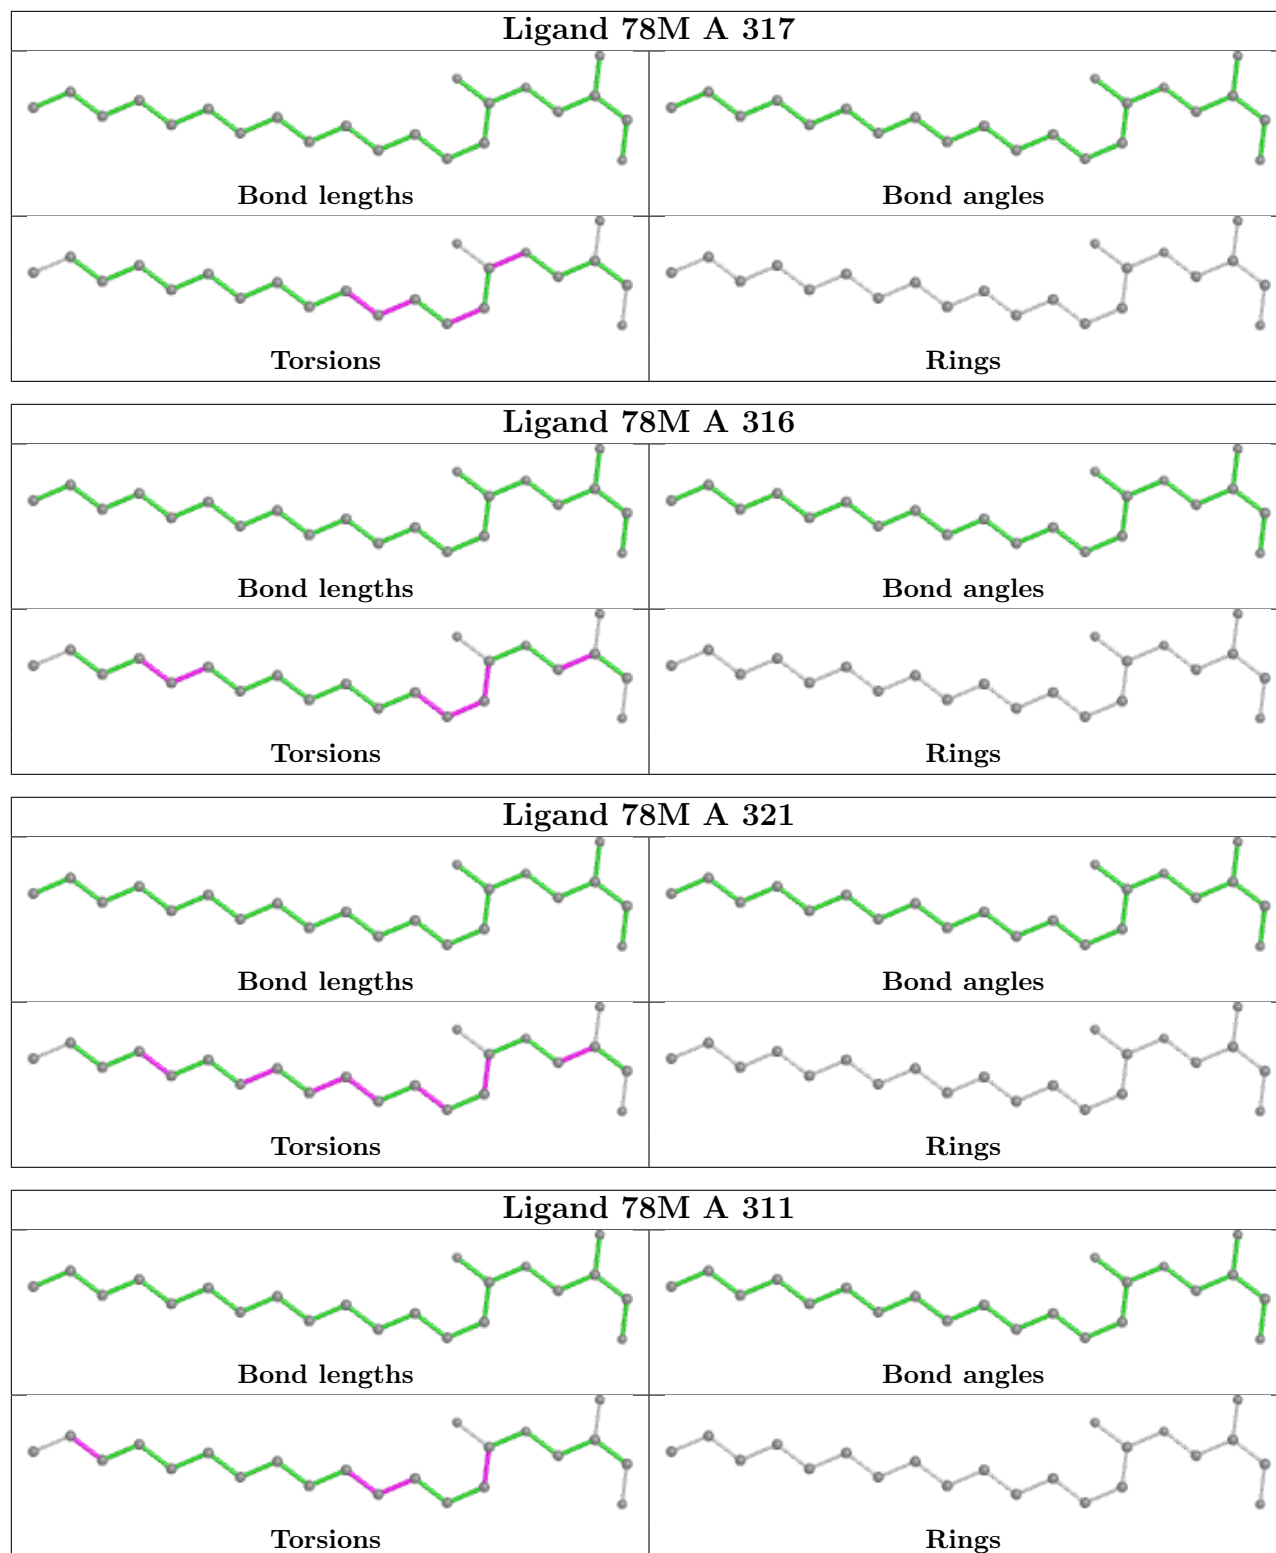 Ligand 78M A 317
Bond lengths
Bond angles
Torsions
Rings
Ligand 78M A 316
Bond lengths
Bond angles
Torsions
Rings
Ligand 78M A 321
Bond lengths
Bond angles
Torsions
Rings
Ligand 78M A 311
Bond lengths
Bond angles
Torsions
Rings